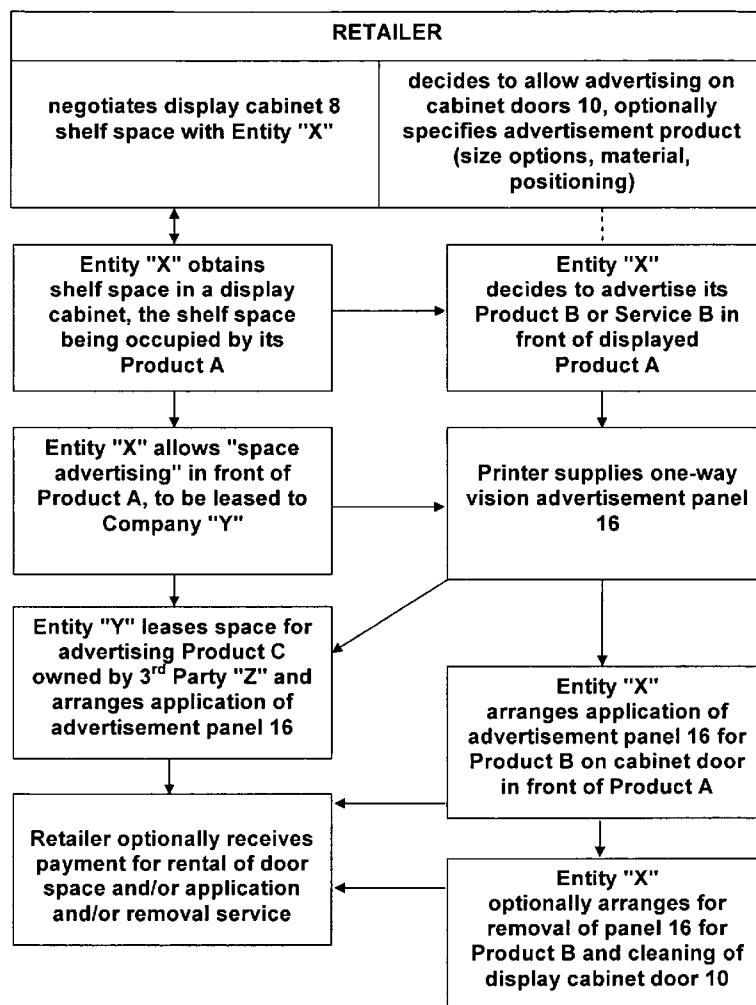 RETAILER
negotiates display cabinet 8
shelf space with Entity "X"
decides to allow advertising on
cabinet doors 10, optionally
specifies advertisement product
(size options, material,
positioning)
Entity "X" obtains
shelf space in a display
cabinet, the shelf space
being occupied by its
Product A
Entity "X"
decides to advertise its
Product B or Service B in
front of displayed
Product A
Entity "X" allows "space
advertising" in front of
Product A, to be leased to
Company "Y"
Printer supplies one-way
vision advertisement panel
16
Entity "Y" leases space for
advertising Product C
owned by 3rd Party "Z" and
arranges application of
advertisement panel 16
Entity "X"
arranges application of
advertisement panel 16 for
Product B on cabinet door
in front of Product A
Retailer optionally receives
payment for rental of door
space and/or application
and/or removal service
Entity "X"
optionally arranges for
removal of panel 16 for
Product B and cleaning of
display cabinet door 10